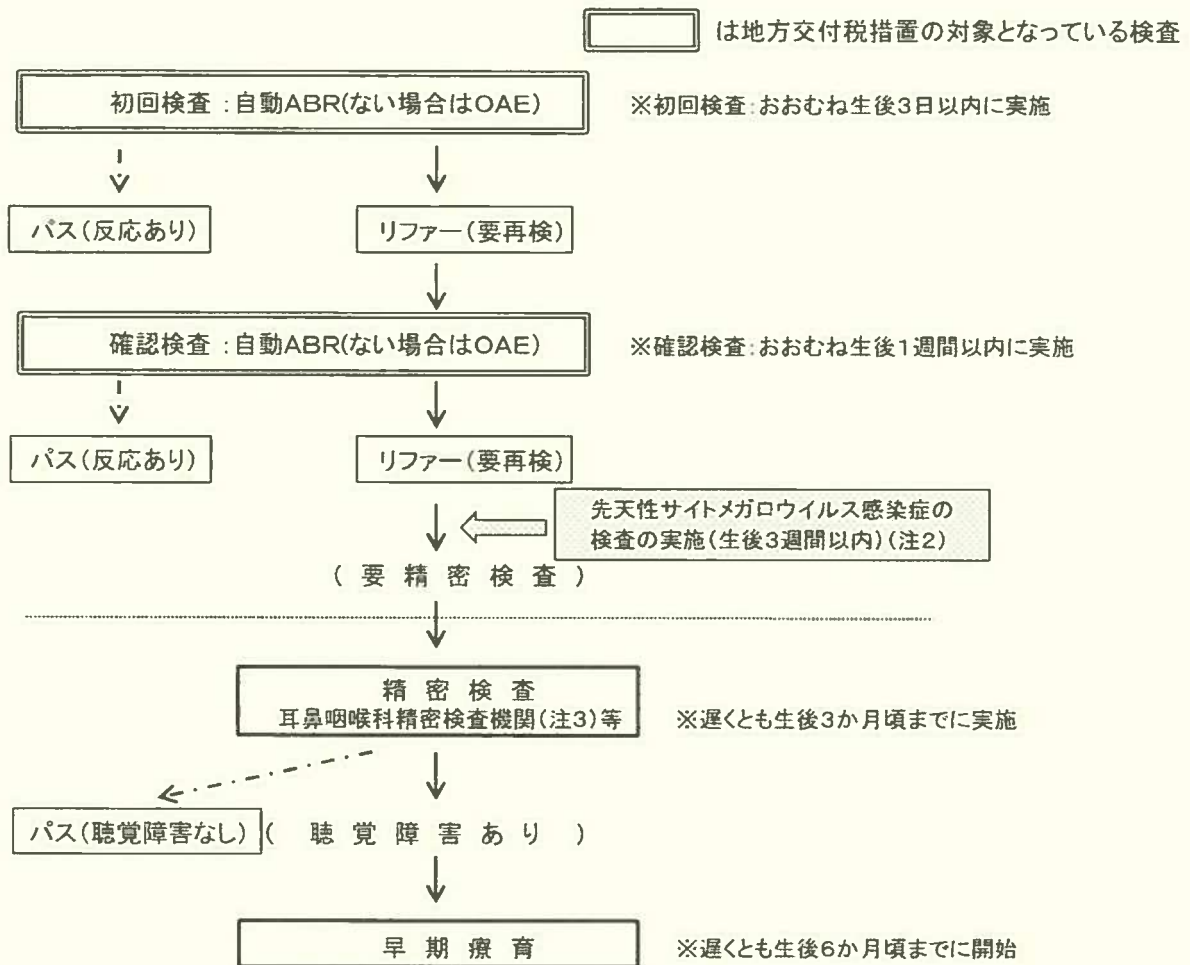 は地方交付税措置の対象となっている検査
初回検査:自動ABR(ない場合はOAE)
※初回検査:おおむね生後3日以内に実施
パス(反応あり)
リファー(要再検)
確認検査:自動ABR(ない場合はOAE)
※確認検査:おおむね生後1週間以内に実施
パス(反応あり)
リファー(要再検)
先天性サイトメガロウイルス感染症の
検査の実施(生後3週間以内)(注2)
(要精密検査)
精密検査
耳鼻咽喉科精密検査機関(注3)等
※遅くとも生後3か月頃までに実施
パス(聴覚障害なし)
(聴覚障害あり)
早期療育
※遅くとも生後6か月頃までに開始